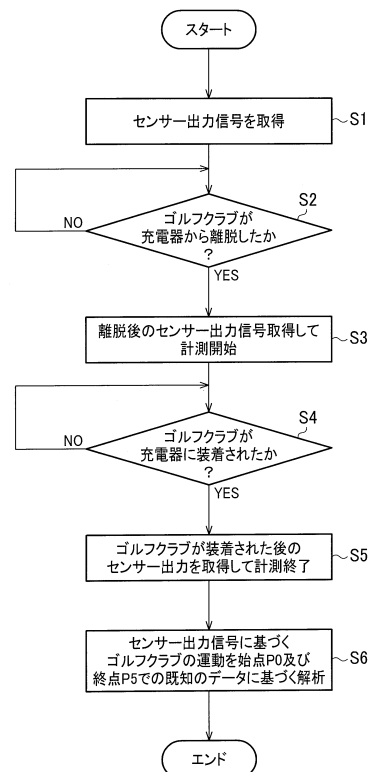 スタート
センサー出力信号を取得
S1
S2
ゴルフクラブが
充電器から離脱したか
?
NO
YES
離脱後のセンサー出力信号取得して
計測開始
S3
S4
ゴルフクラブが
充電器に装着されたか
?
NO
YES
ゴルフクラブが装着された後の
センサー出力を取得して計測終了
S5
センサー出力信号に基づく
ゴルフクラブの運動を始点P0及び
終点P5での既知のデータに基づく解析
S6
エンド